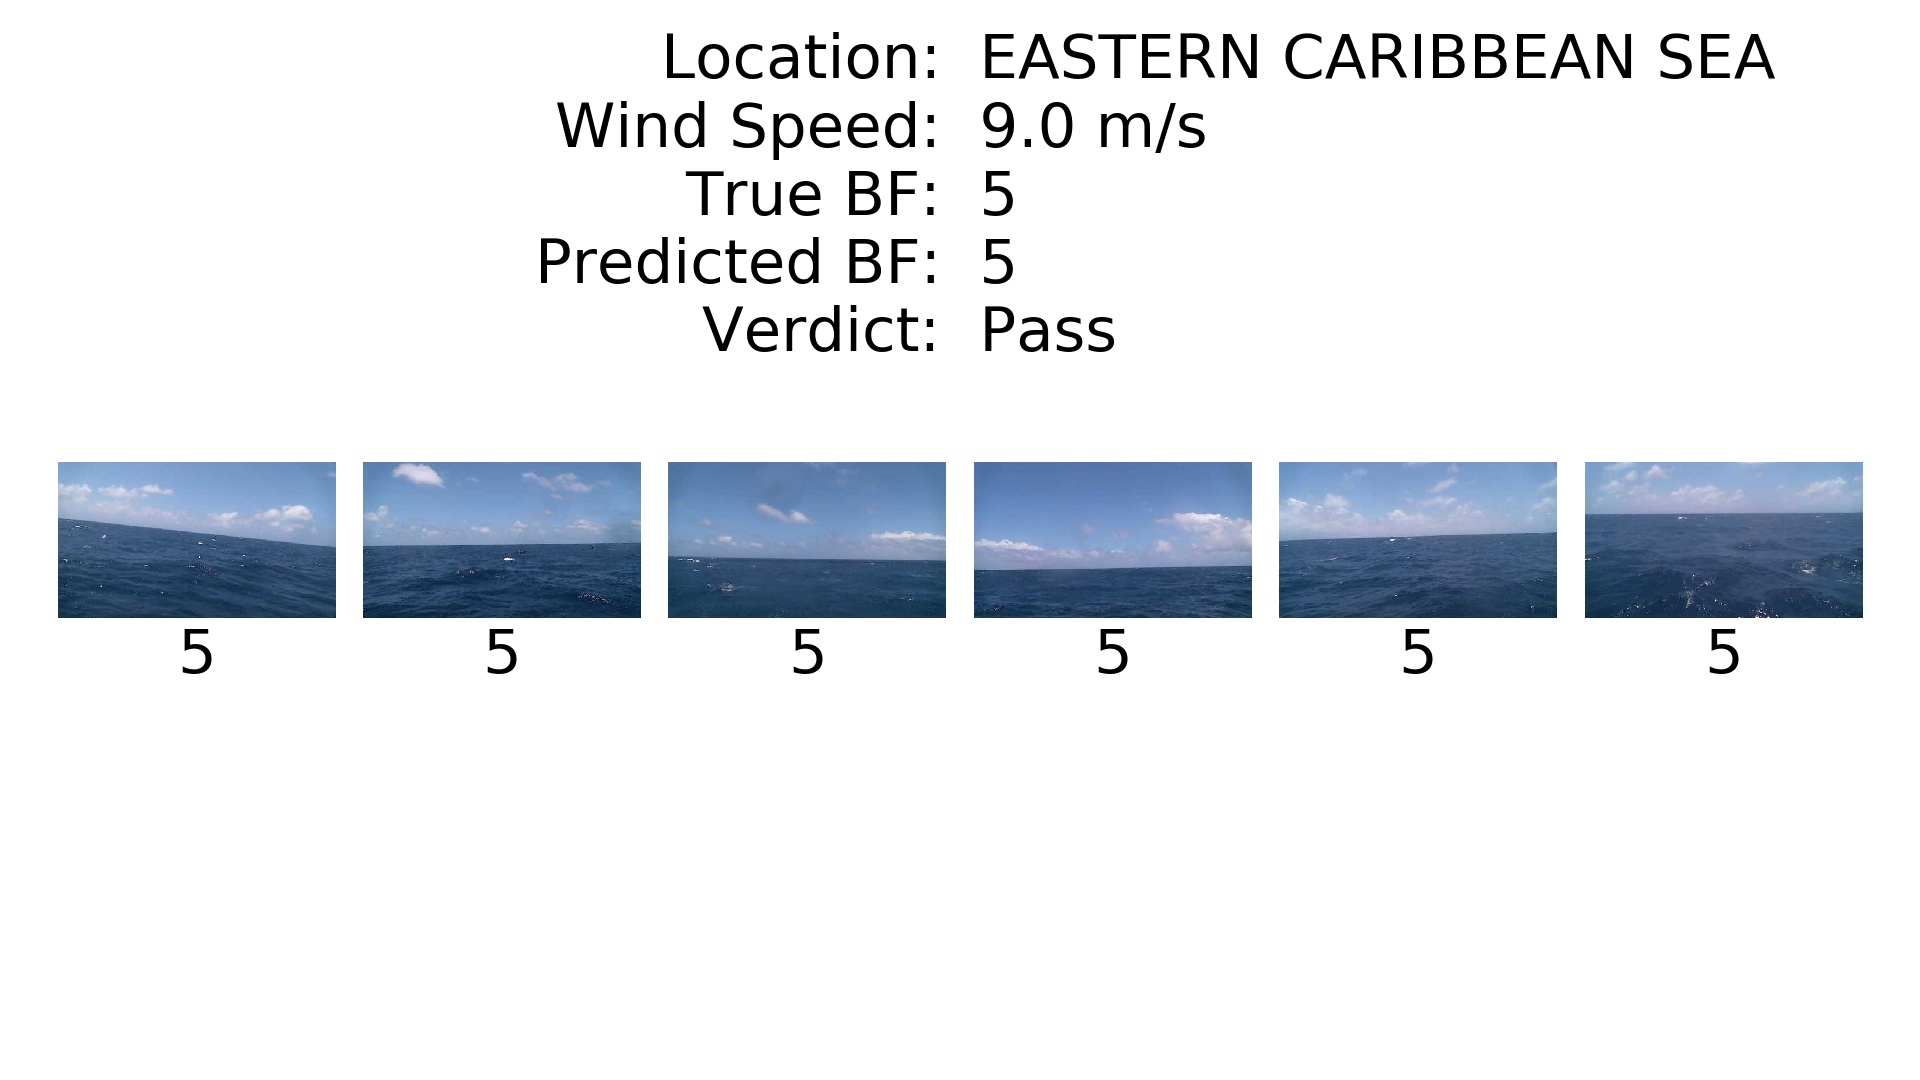 Location: EASTERN CARIBBEAN SEA
Wind Speed: 9.0 m/s
True BF: 5
Predicted BF: 5
Verdict: Pass
5 5 5 5 5 5